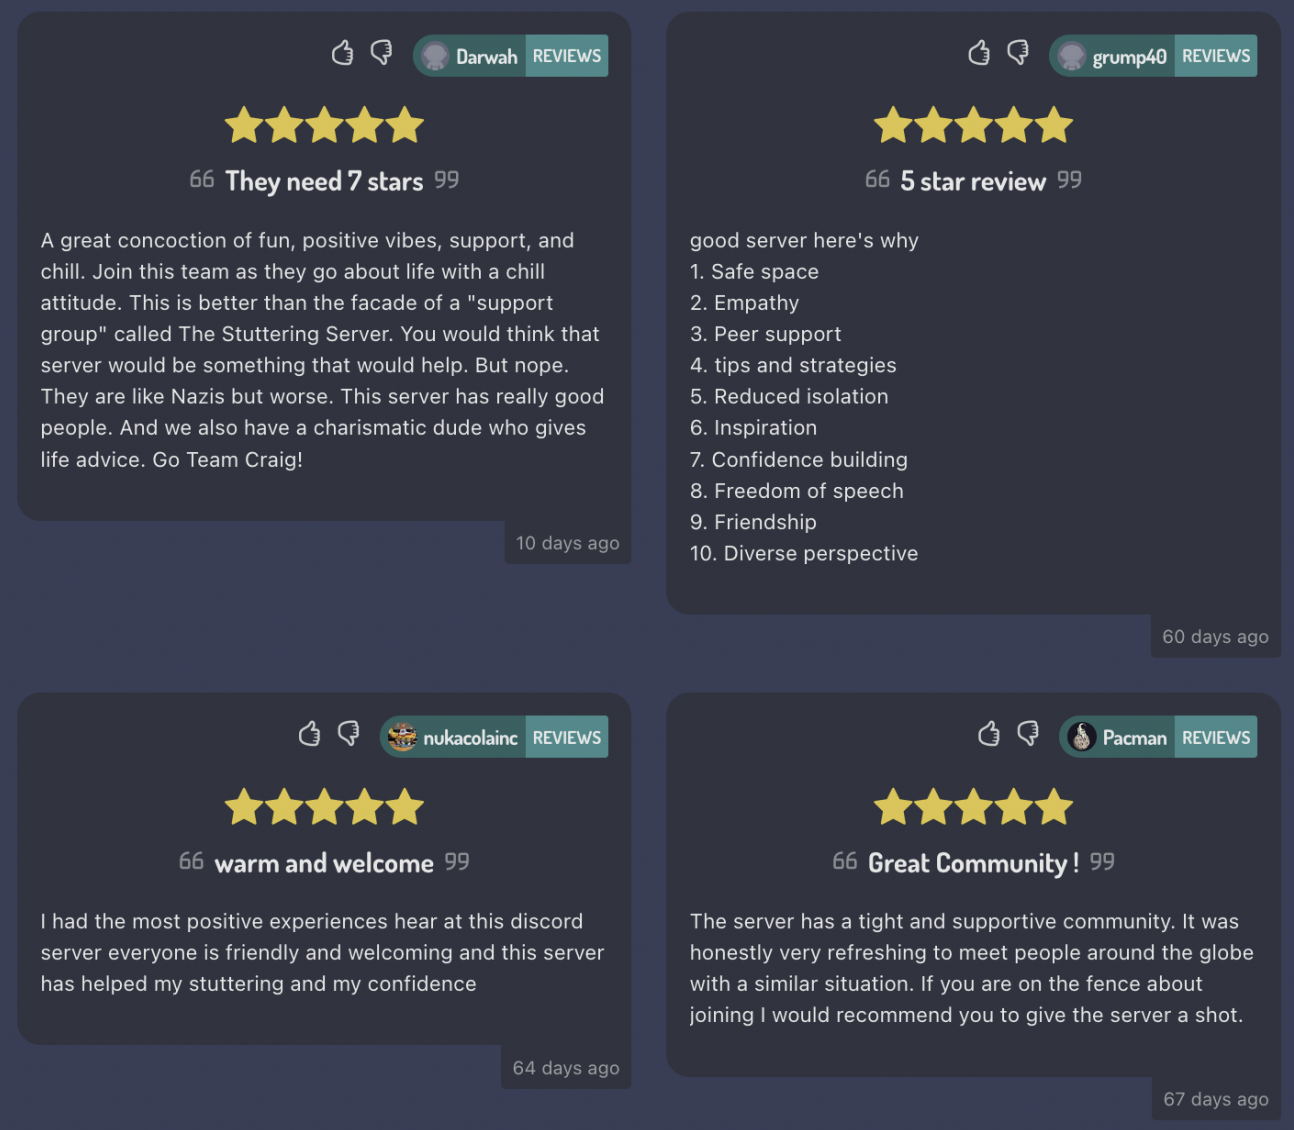 Darwah REVIEWS
66 They need 7 stars 99
A great concoction of fun, positive vibes, support, and
chill. Join this team as they go about life with a chill
attitude. This is better than the facade of a "support
group" called The Stuttering Server. You would think that
server would be something that would help. But nope.
They are like Nazis but worse. This server has really good
people. And we also have a charismatic dude who gives
life advice. Go Team Craig!
10 days ago
grump40 REVIEWS
66 5 star review 99
good server here's why
1. Safe space
2. Empathy
3. Peer support
4. tips and strategies
5. Reduced isolation
6. Inspiration
7. Confidence building
8. Freedom of speech
9. Friendship
10. Diverse perspective
60 days ago
nukacolainc REVIEWS
66 warm and welcome 99
I had the most positive experiences hear at this discord
server everyone is friendly and welcoming and this server
has helped my stuttering and my confidence
64 days ago
Pacman REVIEWS
66 Great Community ! 99
The server has a tight and supportive community. It was
honestly very refreshing to meet people around the globe
with a similar situation. If you are on the fence about
joining I would recommend you to give the server a shot.
67 days ago